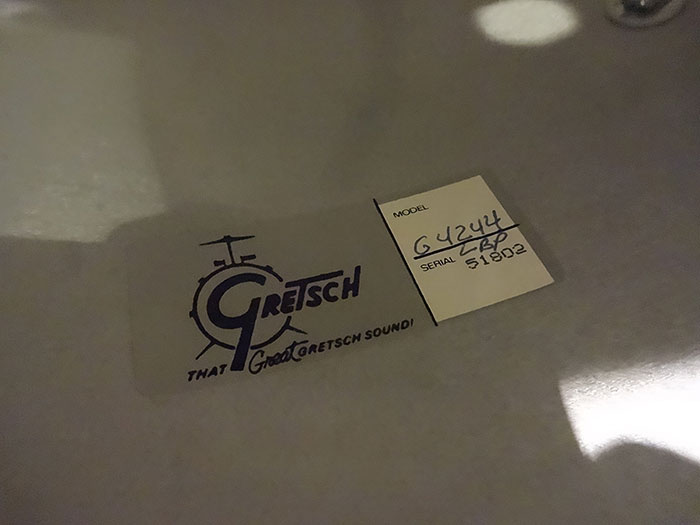 GRETSCH
THAT Great GRETSCH SOUND!
MODEL
G4244
LBP
SERIAL 51802